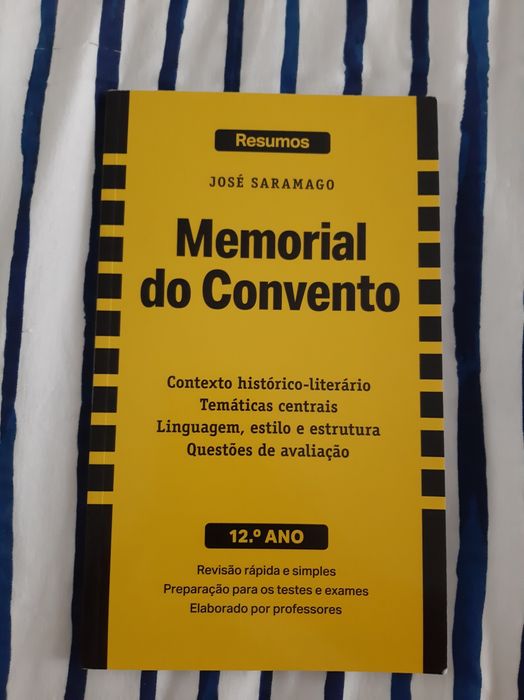 Resumos
JOSÉ SARAMAGO
Memorial
do Convento
Contexto histórico-literário
Temáticas centrais
Linguagem, estilo e estrutura
Questões de avaliação
12.º ANO
Revisão rápida e simples
Preparação para os testes e exames
Elaborado por professores